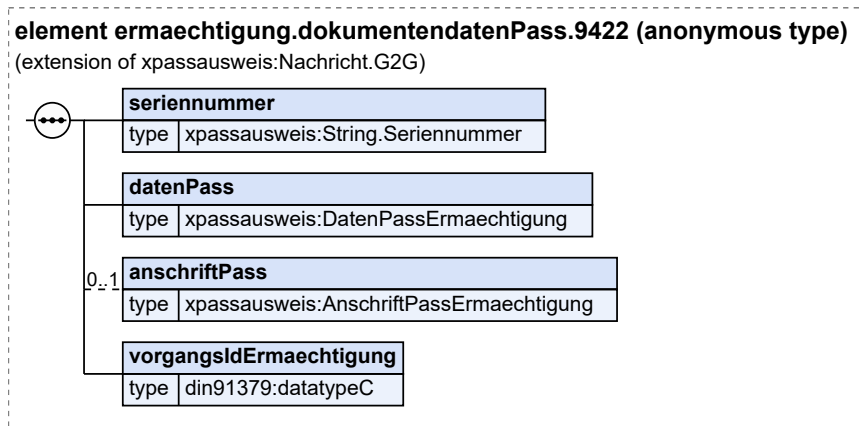 element ermaechtigung.dokumentendatenPass.9422 (anonymous type)
(extension of xpassausweis:Nachricht.G2G)
seriennummer
type xpassausweis:String.Seriennummer
datenPass
type xpassausweis:DatenPassErmaechtigung
0..1
anschriftPass
type xpassausweis:AnschriftPassErmaechtigung
vorgangsIdErmaechtigung
type din91379:datatypeC